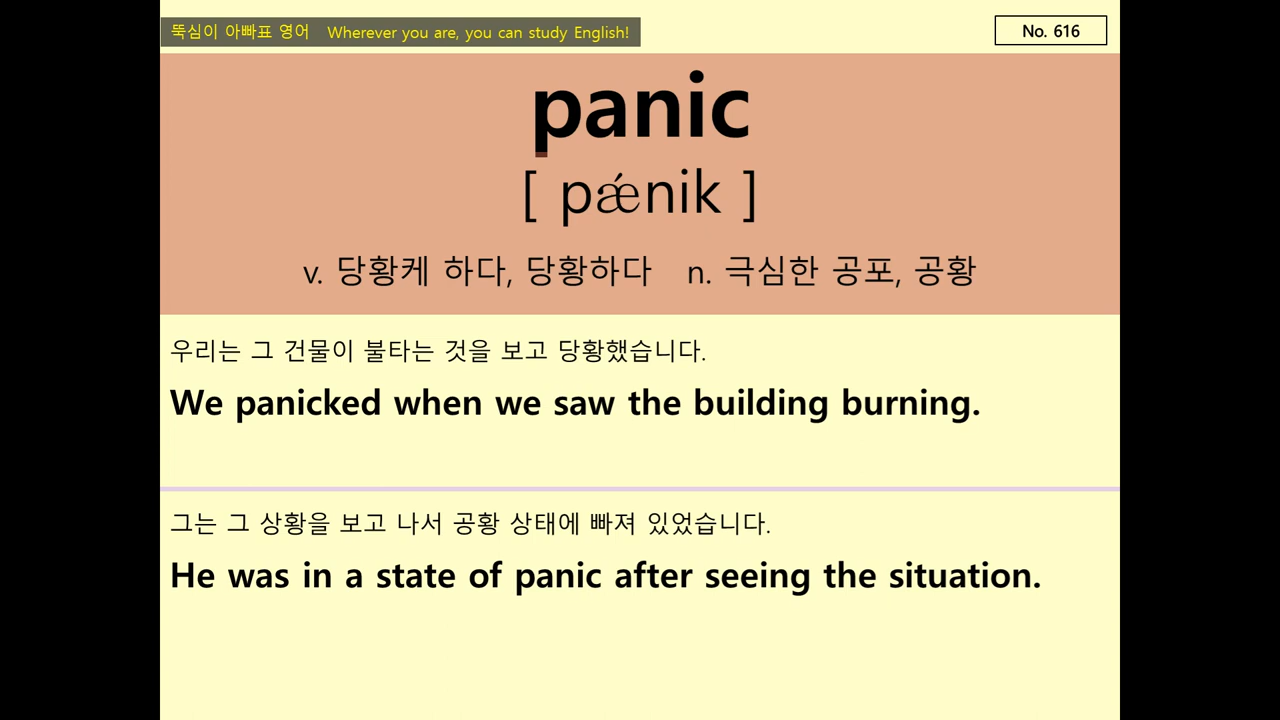 뚝심이 아빠표 영어 Wherever you are, you can study English!
No. 616
panic
[ pǽnik ]
v. 당황케 하다, 당황하다 n. 극심한 공포, 공황
우리는 그 건물이 불타는 것을 보고 당황했습니다.
We panicked when we saw the building burning.
그는 그 상황을 보고 나서 공황 상태에 빠져 있었습니다.
He was in a state of panic after seeing the situation.